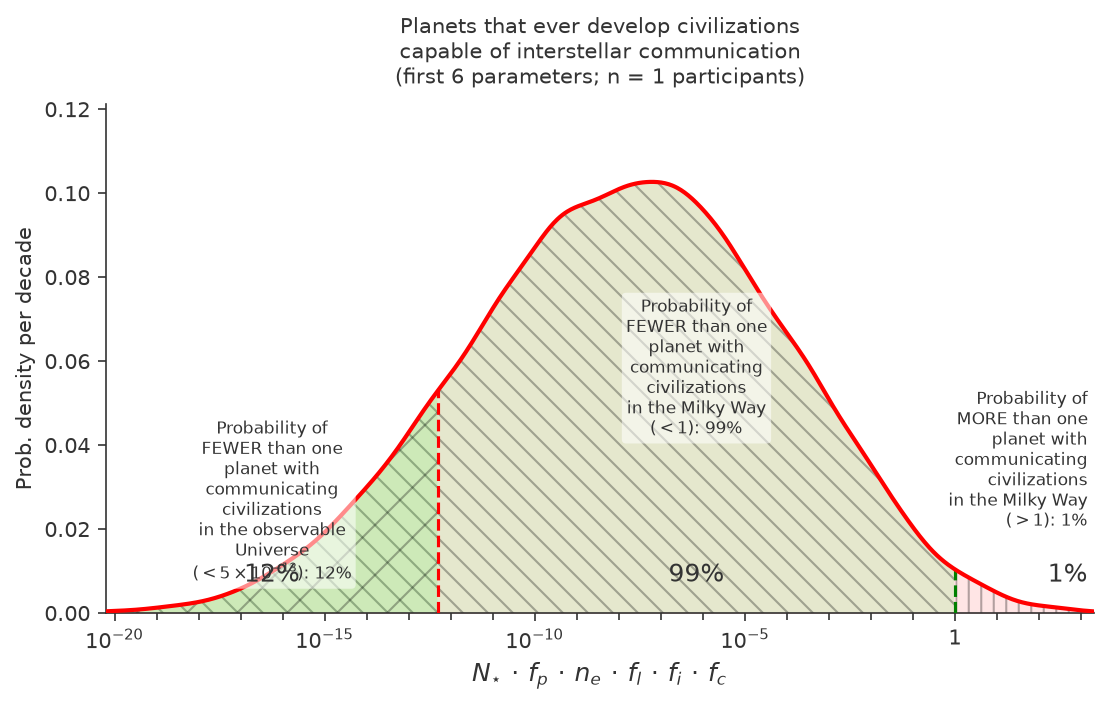 Planets that ever develop civilizations
capable of interstellar communication
(first 6 parameters; n = 1 participants)
0.12
0.10
0.08
0.06
0.04
0.02
0.00
Prob. density per decade
Probability of
FEWER than one
planet with
communicating
civilizations
in the Milky Way
(<1): 99%
Probability of
MORE than one
planet with
communicating
civilizations
in the Milky Way
(>1): 1%
Probability of
FEWER than one
planet with
communicating
civilizations
in the observable
Universe
12%
99%
1%
10⁻²⁰
10⁻¹⁵
10⁻¹⁰
10⁻⁵
1
N⋆ · fp · ne · fl · fi · fc